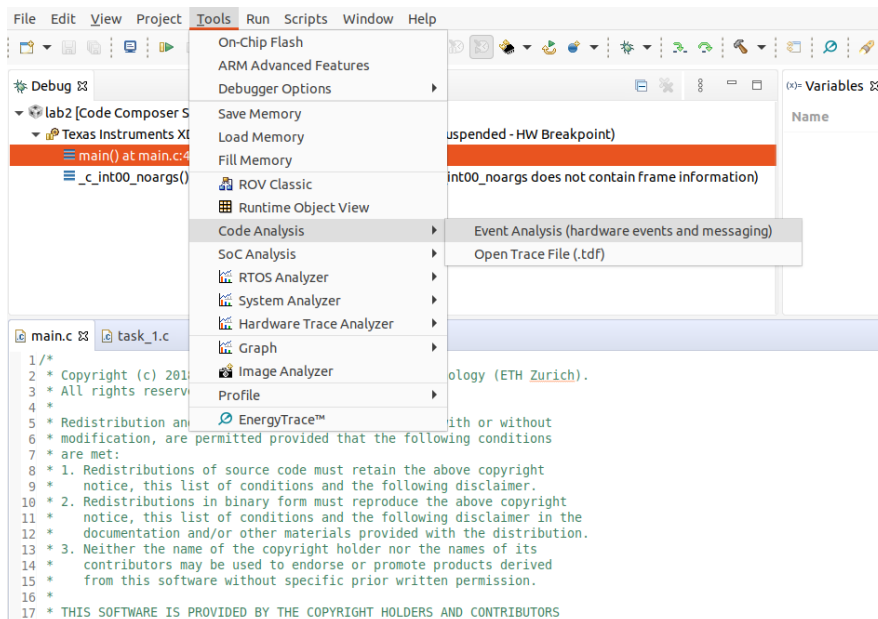 File Edit View Project Tools Run Scripts Window Help
On-Chip Flash
ARM Advanced Features
Debugger Options
Save Memory
Load Memory
Fill Memory
ROV Classic
Runtime Object View
Code Analysis
SoC Analysis
RTOS Analyzer
System Analyzer
Hardware Trace Analyzer
Graph
Image Analyzer
Profile
EnergyTrace™
Event Analysis (hardware events and messaging)
Open Trace File (.tdf)
Debug
(x)= Variables
Name
lab2 [Code Composer S
Texas Instruments XD uspended - HW Breakpoint)
main() at main.c:4
_c_int00_noargs() int00_noargs does not contain frame information)
main.c task_1.c
1 /*
2 * Copyright (c) 201 ology (ETH Zurich).
3 * All rights reserv
4 *
5 * Redistribution an ith or without
6 * modification, are permitted provided that the following conditions
7 * are met:
8 * 1. Redistributions of source code must retain the above copyright
9 * notice, this list of conditions and the following disclaimer.
10 * 2. Redistributions in binary form must reproduce the above copyright
11 * notice, this list of conditions and the following disclaimer in the
12 * documentation and/or other materials provided with the distribution.
13 * 3. Neither the name of the copyright holder nor the names of its
14 * contributors may be used to endorse or promote products derived
15 * from this software without specific prior written permission.
16 *
17 * THIS SOFTWARE IS PROVIDED BY THE COPYRIGHT HOLDERS AND CONTRIBUTORS